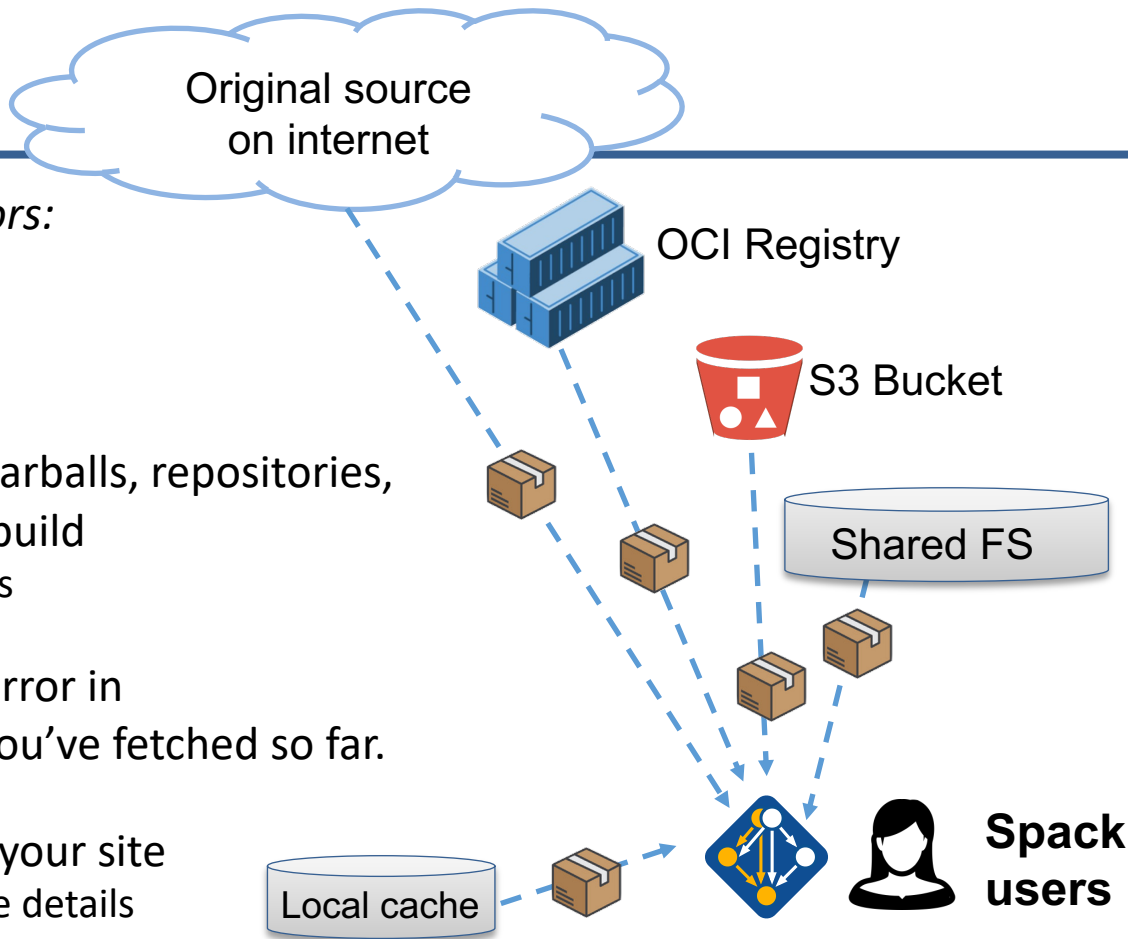 Original source
on internet
ors:
OCI Registry
S3 Bucket
arballs, repositories,
build
s
Shared FS
rror in
ou’ve fetched so far.
your site
e details
Local cache
Spack
users